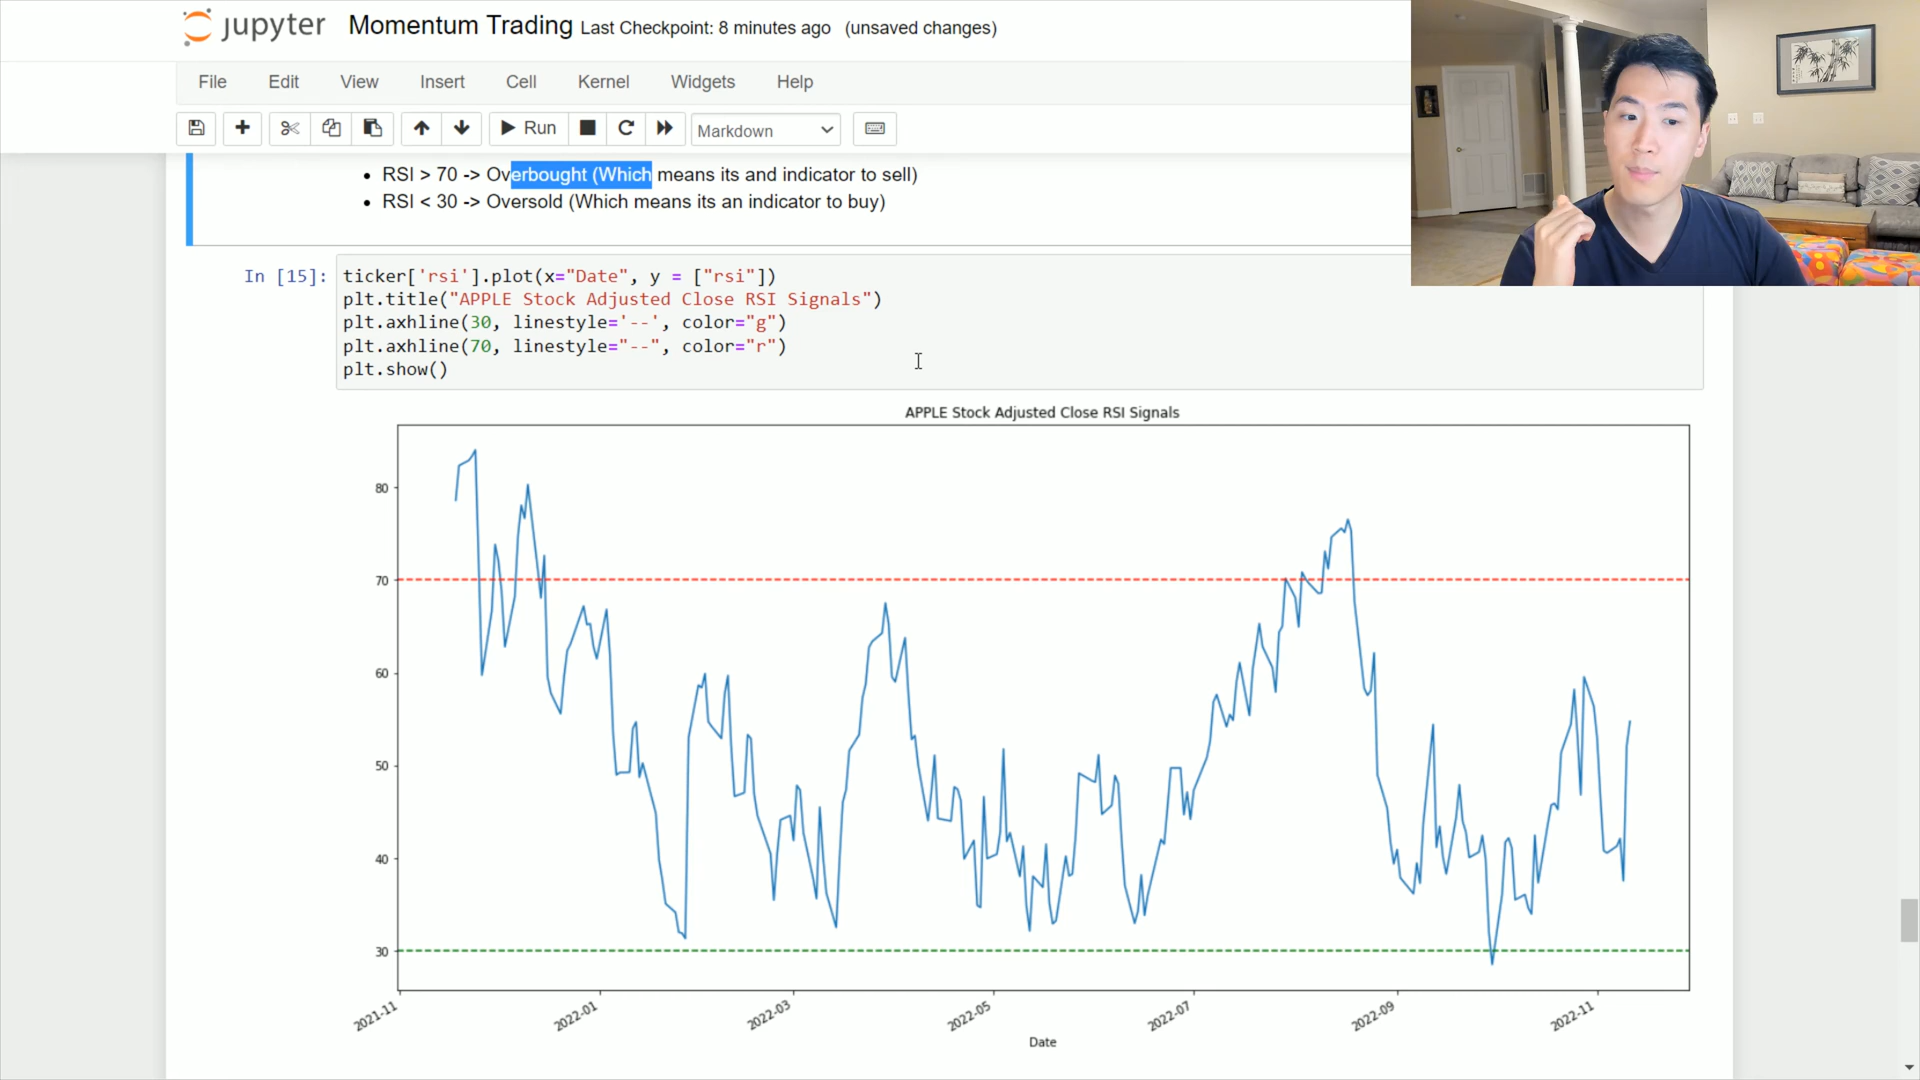 jupyter Momentum Trading Last Checkpoint: 8 minutes ago (unsaved changes)
File Edit View Insert Cell Kernel Widgets Help
Run Markdown
RSI > 70 -> Overbought (Which means its and indicator to sell)
RSI < 30 -> Oversold (Which means its an indicator to buy)
In [15]: ticker['rsi'].plot(x="Date", y = ["rsi"])
plt.title("APPLE Stock Adjusted Close RSI Signals")
plt.axhline(30, linestyle='--', color="g")
plt.axhline(70, linestyle="--", color="r")
plt.show()
APPLE Stock Adjusted Close RSI Signals
80
70
60
50
40
30
2021-11 2022-01 2022-03 2022-05 2022-07 2022-09 2022-11
Date